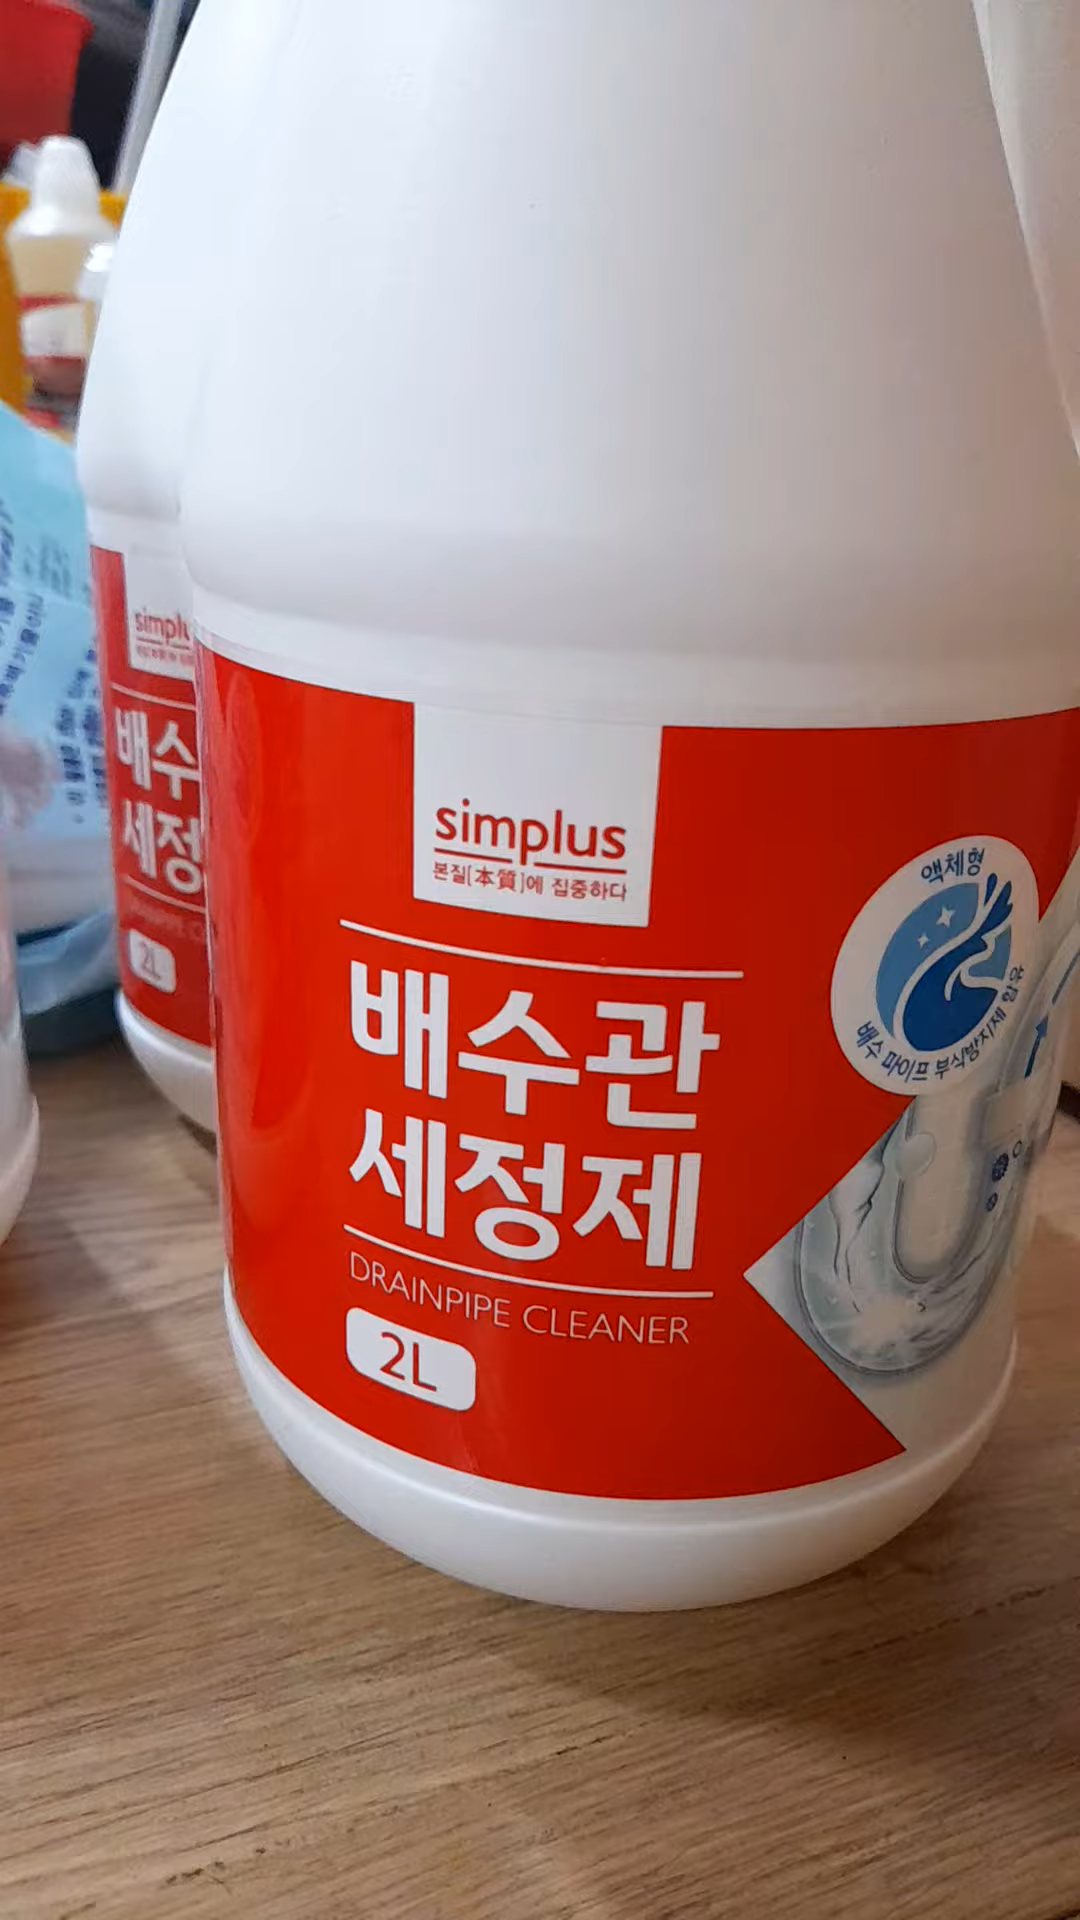 simplus
본질[本質]에 집중하다
배수관
세정제
DRAINPIPE CLEANER
2L
액체형
배수 파이프 부식방지제 함유
simplu
배수
세정
2L